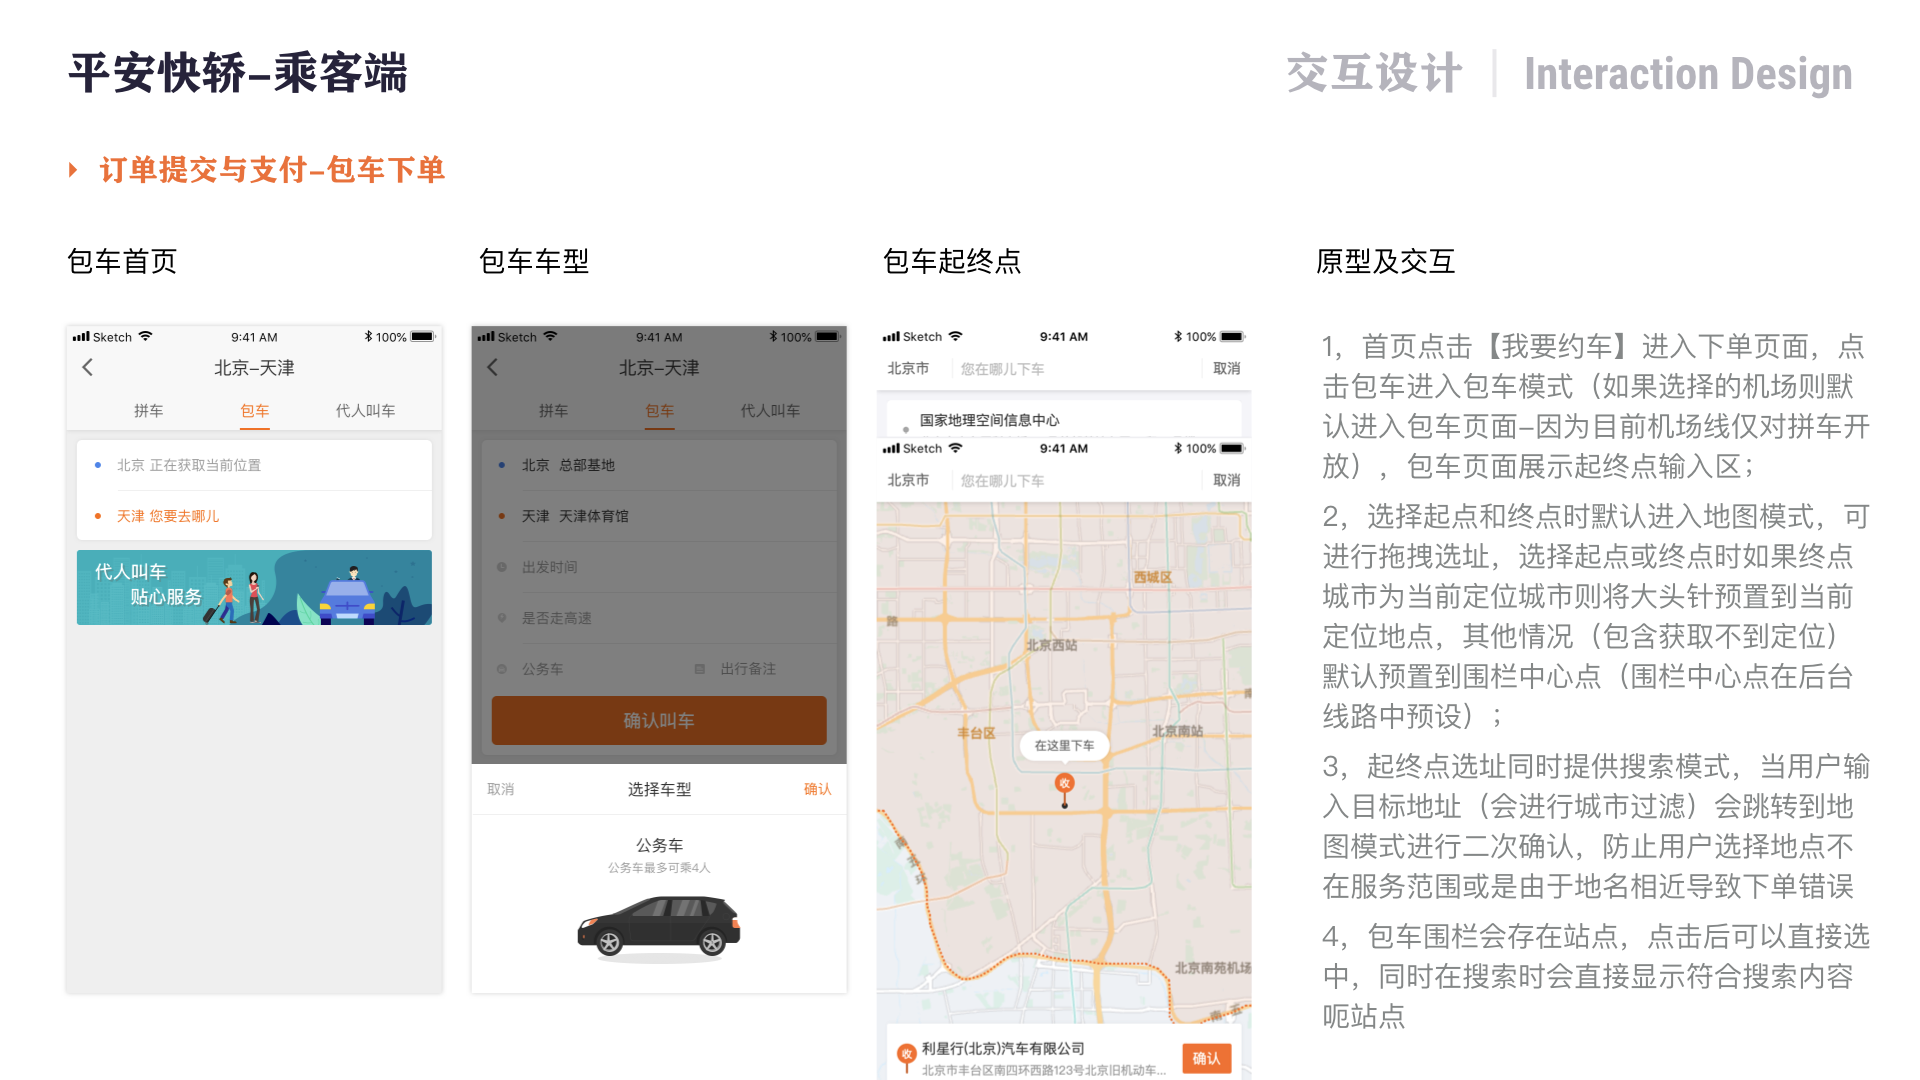 平安快轿–乘客端
交互设计 Interaction Design
订单提交与支付–包车下单
包车首页
Sketch 9:41 AM 100%
北京–天津
拼车 包车 代人叫车
北京 正在获取当前位置
天津 您要去哪儿
代人叫车
贴心服务
包车车型
Sketch 9:41 AM 100%
北京–天津
拼车 包车 代人叫车
北京 总部基地
天津 天津体育馆
出发时间
是否走高速
公务车 出行备注
确认叫车
取消 选择车型 确认
公务车
公务车最多可乘4人
包车起终点
Sketch 9:41 AM 100%
北京市 您在哪儿下车 取消
国家地理空间信息中心
Sketch 9:41 AM 100%
北京市 您在哪儿下车 取消
西城区
路
北京西站
丰台区
北京南站
在这里下车
收
北京南苑机场
南 五
收 利星行(北京)汽车有限公司
北京市丰台区南四环西路123号北京旧机动车...
确认
原型及交互
1，首页点击【我要约车】进入下单页面，点
击包车进入包车模式（如果选择的机场则默
认进入包车页面–因为目前机场线仅对拼车开
放），包车页面展示起终点输入区；
2，选择起点和终点时默认进入地图模式，可
进行拖拽选址，选择起点或终点时如果终点
城市为当前定位城市则将大头针预置到当前
定位地点，其他情况（包含获取不到定位）
默认预置到围栏中心点（围栏中心点在后台
线路中预设）；
3，起终点选址同时提供搜索模式，当用户输
入目标地址（会进行城市过滤）会跳转到地
图模式进行二次确认，防止用户选择地点不
在服务范围或是由于地名相近导致下单错误
4，包车围栏会存在站点，点击后可以直接选
中，同时在搜索时会直接显示符合搜索内容
呃站点